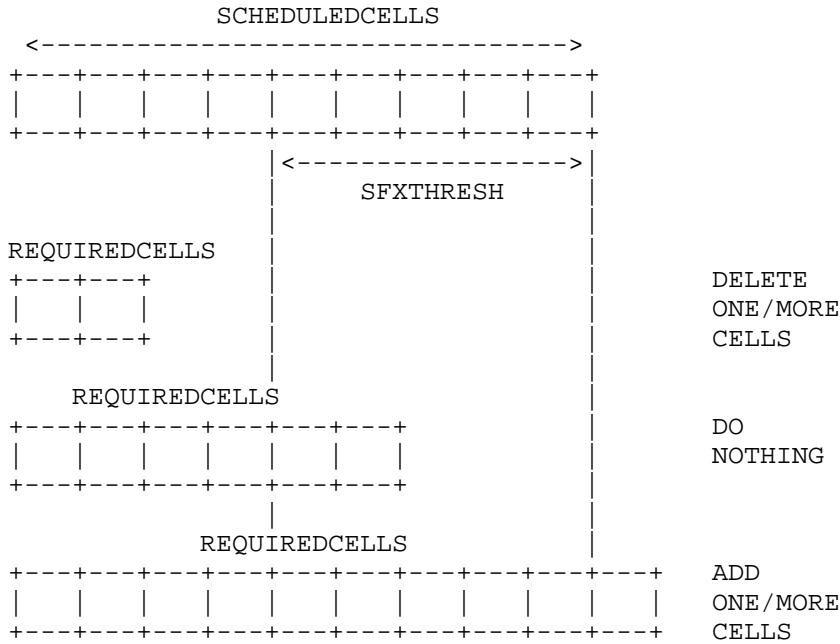 SCHEDULEDCELLS
<--------------------------------->
+---+---+---+---+---+---+---+---+---+
|   |   |   |   |   |   |   |   |   |
+---+---+---+---+---+---+---+---+---+
|<----------------->|
|     SFXTHRESH     |
|                   |
REQUIREDCELLS   |                   |
+---+---+       |                   |       DELETE
|   |   |       |                   |       ONE/MORE
+---+---+       |                   |       CELLS
|                   |
REQUIREDCELLS                   |
+---+---+---+---+---+---+           |       DO
|   |   |   |   |   |   |           |       NOTHING
+---+---+---+---+---+---+           |
|                   |
REQUIREDCELLS           |
+---+---+---+---+---+---+---+---+---+---+   ADD
|   |   |   |   |   |   |   |   |   |   |   ONE/MORE
+---+---+---+---+---+---+---+---+---+---+   CELLS